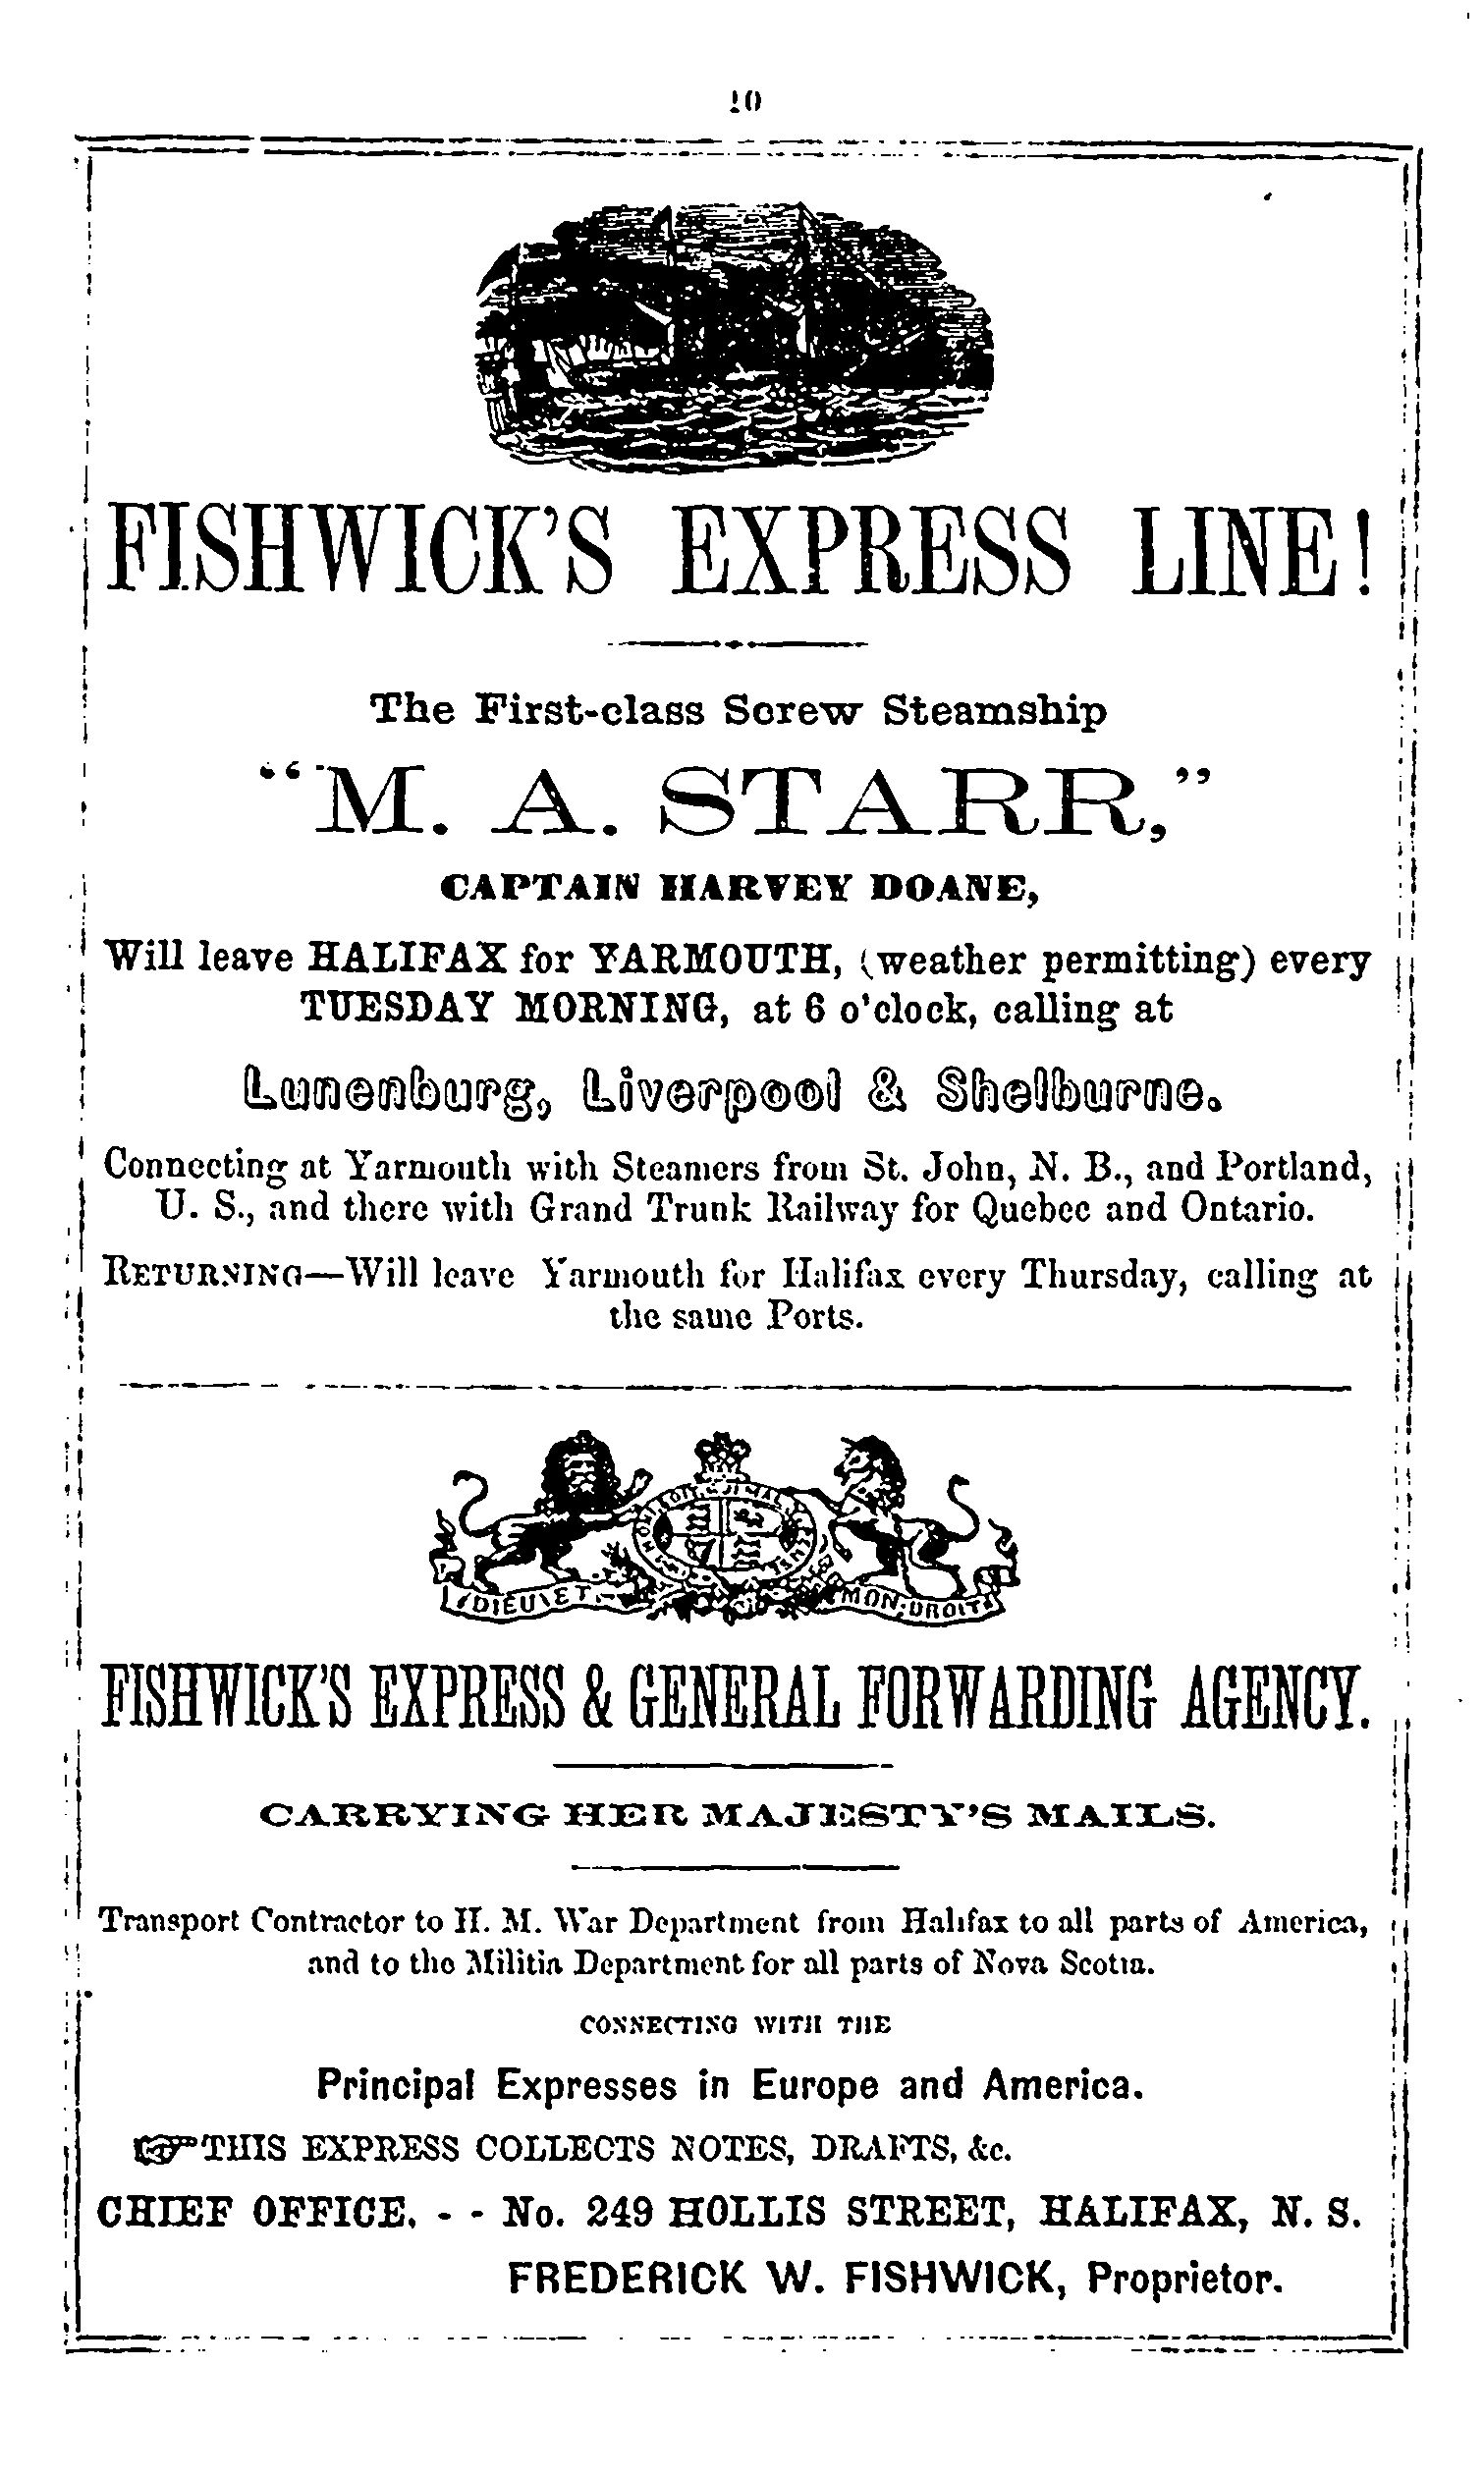 10
FISHWICK'S EXPRESS LINE!
The First-class Screw Steamship
"M. A. STARR,"
CAPTAIN HARVEY DOANE,
Will leave HALIFAX for YARMOUTH, (weather permitting) every
TUESDAY MORNING, at 6 o'clock, calling at
Lunenburg, Liverpool & Shelburne.
Connecting at Yarmouth with Steamers from St. John, N. B., and Portland,
U. S., and there with Grand Trunk Railway for Quebec and Ontario.
RETURNING—Will leave Yarmouth for Halifax every Thursday, calling at
the same Ports.
DIEU ET MON DROIT
FISHWICK'S EXPRESS & GENERAL FORWARDING AGENCY.
CARRYING HER MAJESTY'S MAILS.
Transport Contractor to H. M. War Department from Halifax to all parts of America,
and to the Militia Department for all parts of Nova Scotia.
CONNECTING WITH THE
Principal Expresses in Europe and America.
☞THIS EXPRESS COLLECTS NOTES, DRAFTS, &c.
CHIEF OFFICE, - - No. 249 HOLLIS STREET, HALIFAX, N. S.
FREDERICK W. FISHWICK, Proprietor.